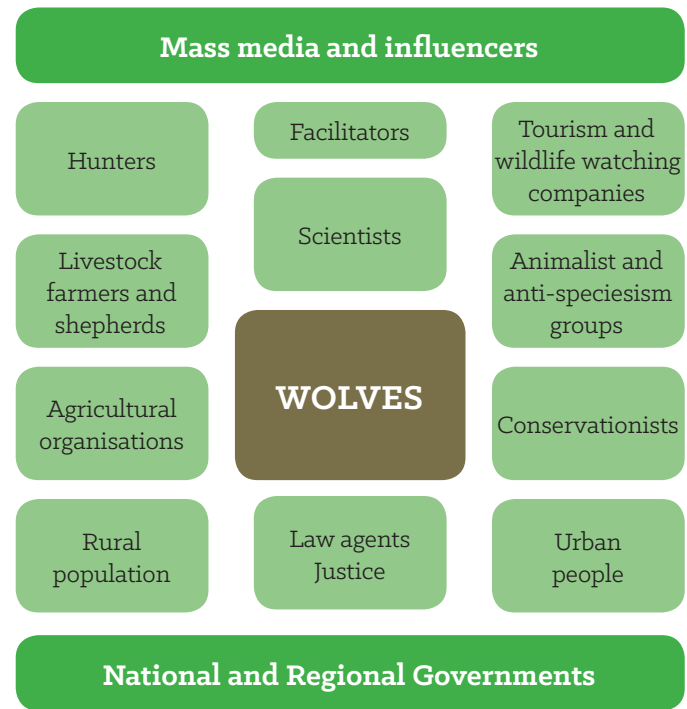 Mass media and influencers
Hunters
Facilitators
Tourism and
wildlife watching
companies
Scientists
Livestock
farmers and
shepherds
Animalist and
anti-speciesism
groups
WOLVES
Agricultural
organisations
Conservationists
Rural
population
Law agents
Justice
Urban
people
National and Regional Governments